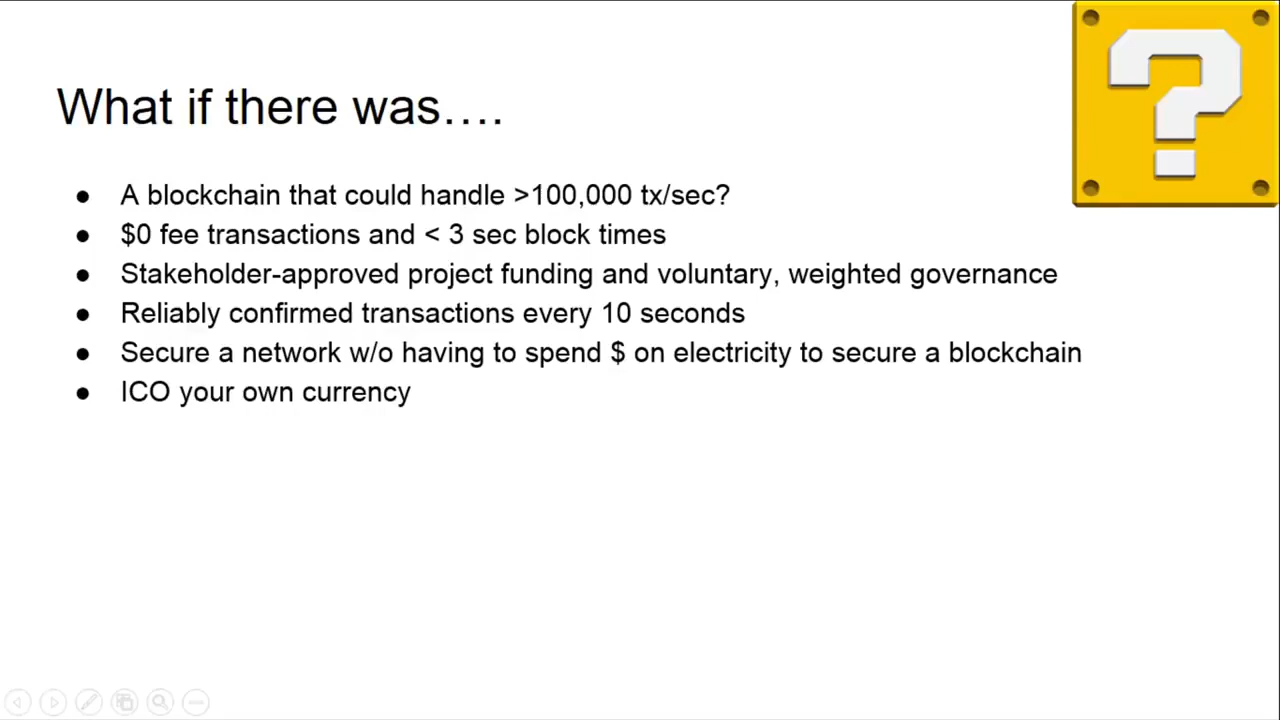 What if there was....
● A blockchain that could handle >100,000 tx/sec?
● $0 fee transactions and < 3 sec block times
● Stakeholder-approved project funding and voluntary, weighted governance
● Reliably confirmed transactions every 10 seconds
● Secure a network w/o having to spend $ on electricity to secure a blockchain
● ICO your own currency
?